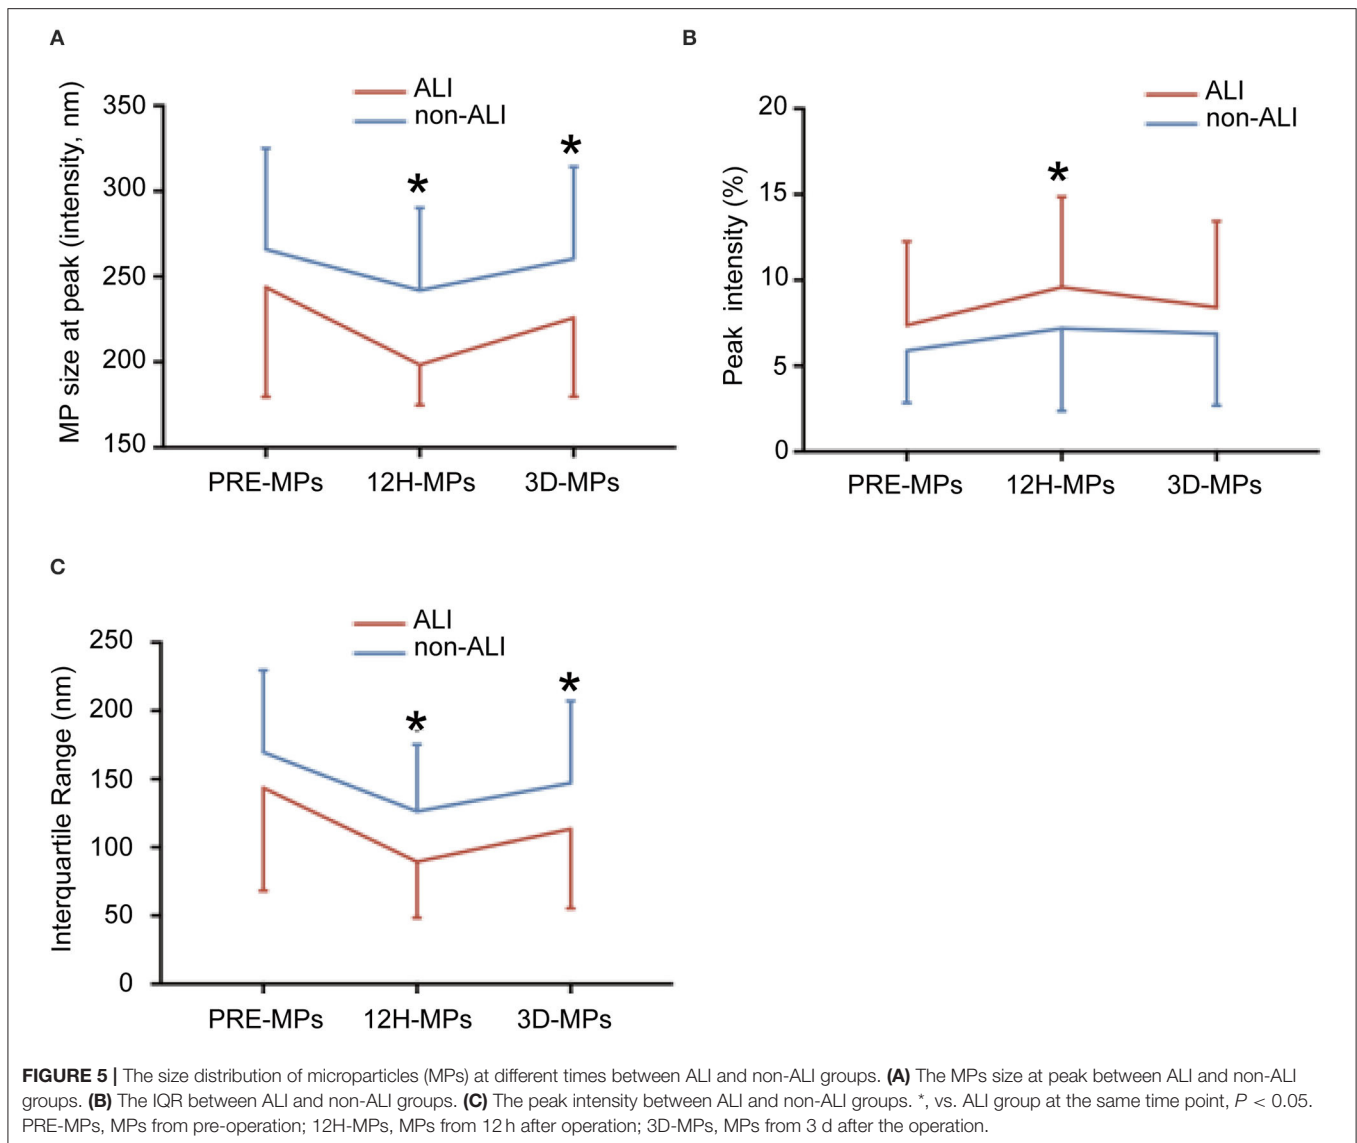 A
MP size at peak (intensity, nm)
350
300
250
200
150
ALI
non-ALI
*
*
PRE-MPs
12H-MPs
3D-MPs
B
Peak intensity (%)
20
15
10
5
0
ALI
non-ALI
*
PRE-MPs
12H-MPs
3D-MPs
C
Interquartile Range (nm)
250
200
150
100
50
0
ALI
non-ALI
*
*
PRE-MPs
12H-MPs
3D-MPs
FIGURE 5 | The size distribution of microparticles (MPs) at different times between ALI and non-ALI groups. (A) The MPs size at peak between ALI and non-ALI
groups. (B) The IQR between ALI and non-ALI groups. (C) The peak intensity between ALI and non-ALI groups. *, vs. ALI group at the same time point, P < 0.05.
PRE-MPs, MPs from pre-operation; 12H-MPs, MPs from 12 h after operation; 3D-MPs, MPs from 3 d after the operation.